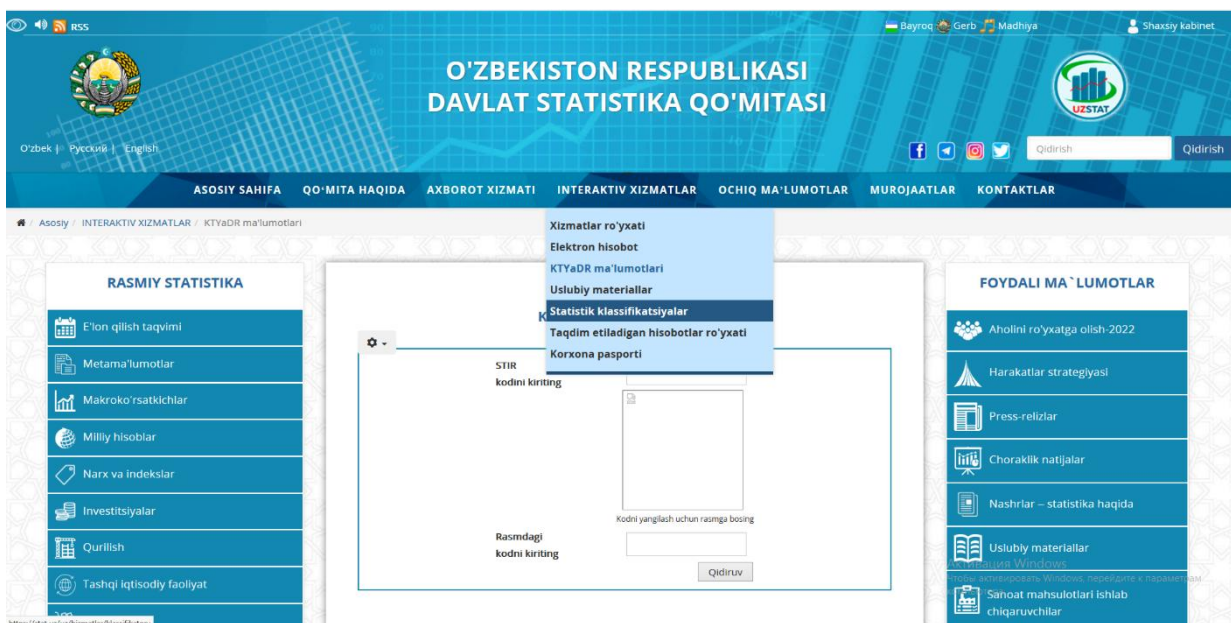 RSS
Bayroq Gerb Madhiya
Shaxsiy kabinet
O'ZBEKISTON RESPUBLIKASI
DAVLAT STATISTIKA QO'MITASI
UZSTAT
O'zbek | Русский | English
Qidirish
Qidirish
ASOSIY SAHIFA QO'MITA HAQIDA AXBOROT XIZMATI INTERAKTIV XIZMATLAR OCHIQ MA'LUMOTLAR MUROJAATLAR KONTAKTLAR
/ Asosiy / INTERAKTIV XIZMATLAR / KTYaDR ma'lumotlari
Xizmatlar ro'yxati
Elektron hisobot
KTYaDR ma'lumotlari
Uslubiy materiallar
Statistik klassifikatsiyalar
Taqdim etiladigan hisobotlar ro'yxati
Korxona pasporti
RASMIY STATISTIKA
E'lon qilish taqvimi
Metama'lumotlar
Makroko'rsatkichlar
Milliy hisoblar
Narx va indekslar
Investitsiyalar
Qurilish
Tashqi iqtisodiy faoliyat
K
STIR
kodini kiriting
Kodni yangilash uchun rasmga bosing
Rasmdagi
kodni kiriting
Qidiruv
FOYDALI MA`LUMOTLAR
Aholini ro'yxatga olish-2022
Harakatlar strategiyasi
Press-relizlar
Choraklik natijalar
Nashrlar – statistika haqida
Uslubiy materiallar
Активация Windows
Чтобы активировать Windows, перейдите к параметрам
Sanoat mahsulotlari ishlab
chiqaruvchilar